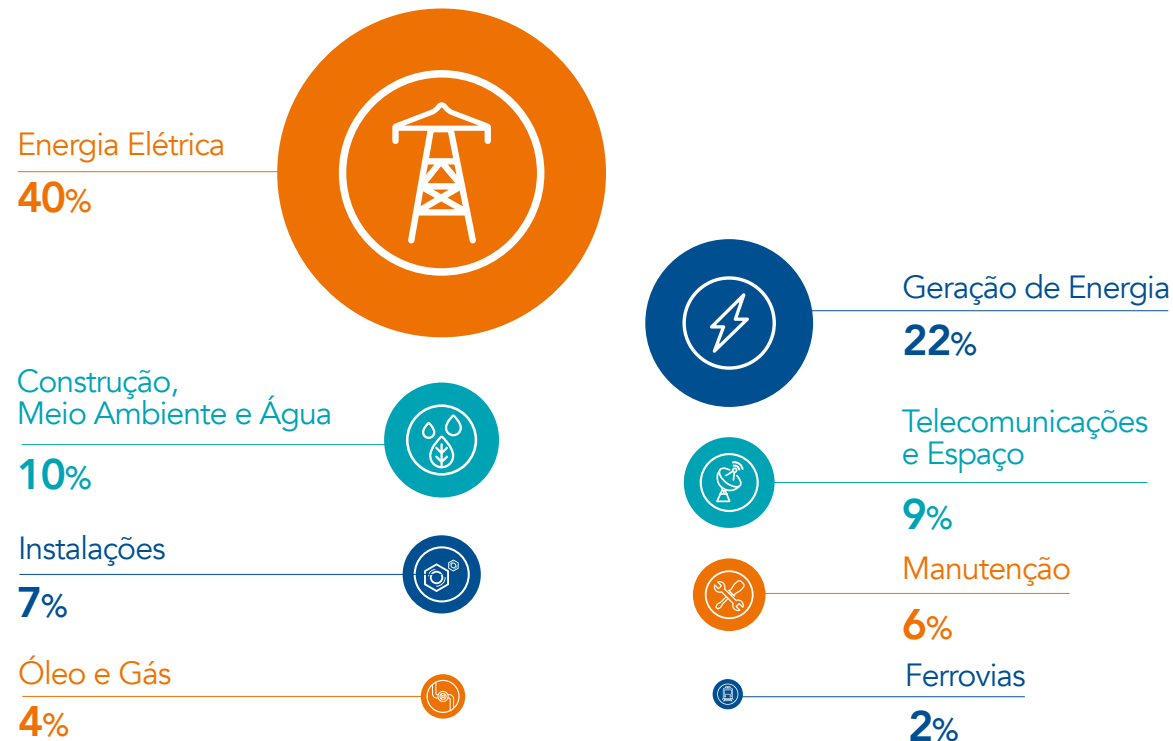 Energia Elétrica
40%
Geração de Energia
22%
Construção,
Meio Ambiente e Água
10%
Telecomunicações
e Espaço
9%
Instalações
7%
Manutenção
6%
Óleo e Gás
4%
Ferrovias
2%